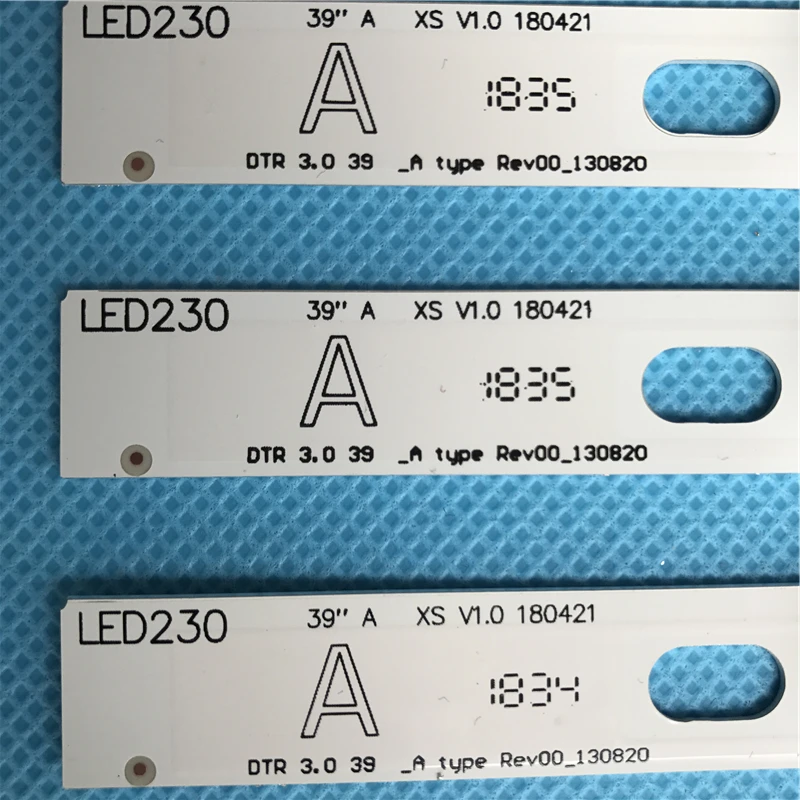 LED230 39" A XS V1.0 180421
A 1835
DTR 3.0 39 _A type Rev00_130820
LED230 39" A XS V1.0 180421
A 1835
DTR 3.0 39 _A type Rev00_130820
LED230 39" A XS V1.0 180421
A 1834
DTR 3.0 39 _A type Rev00_130820